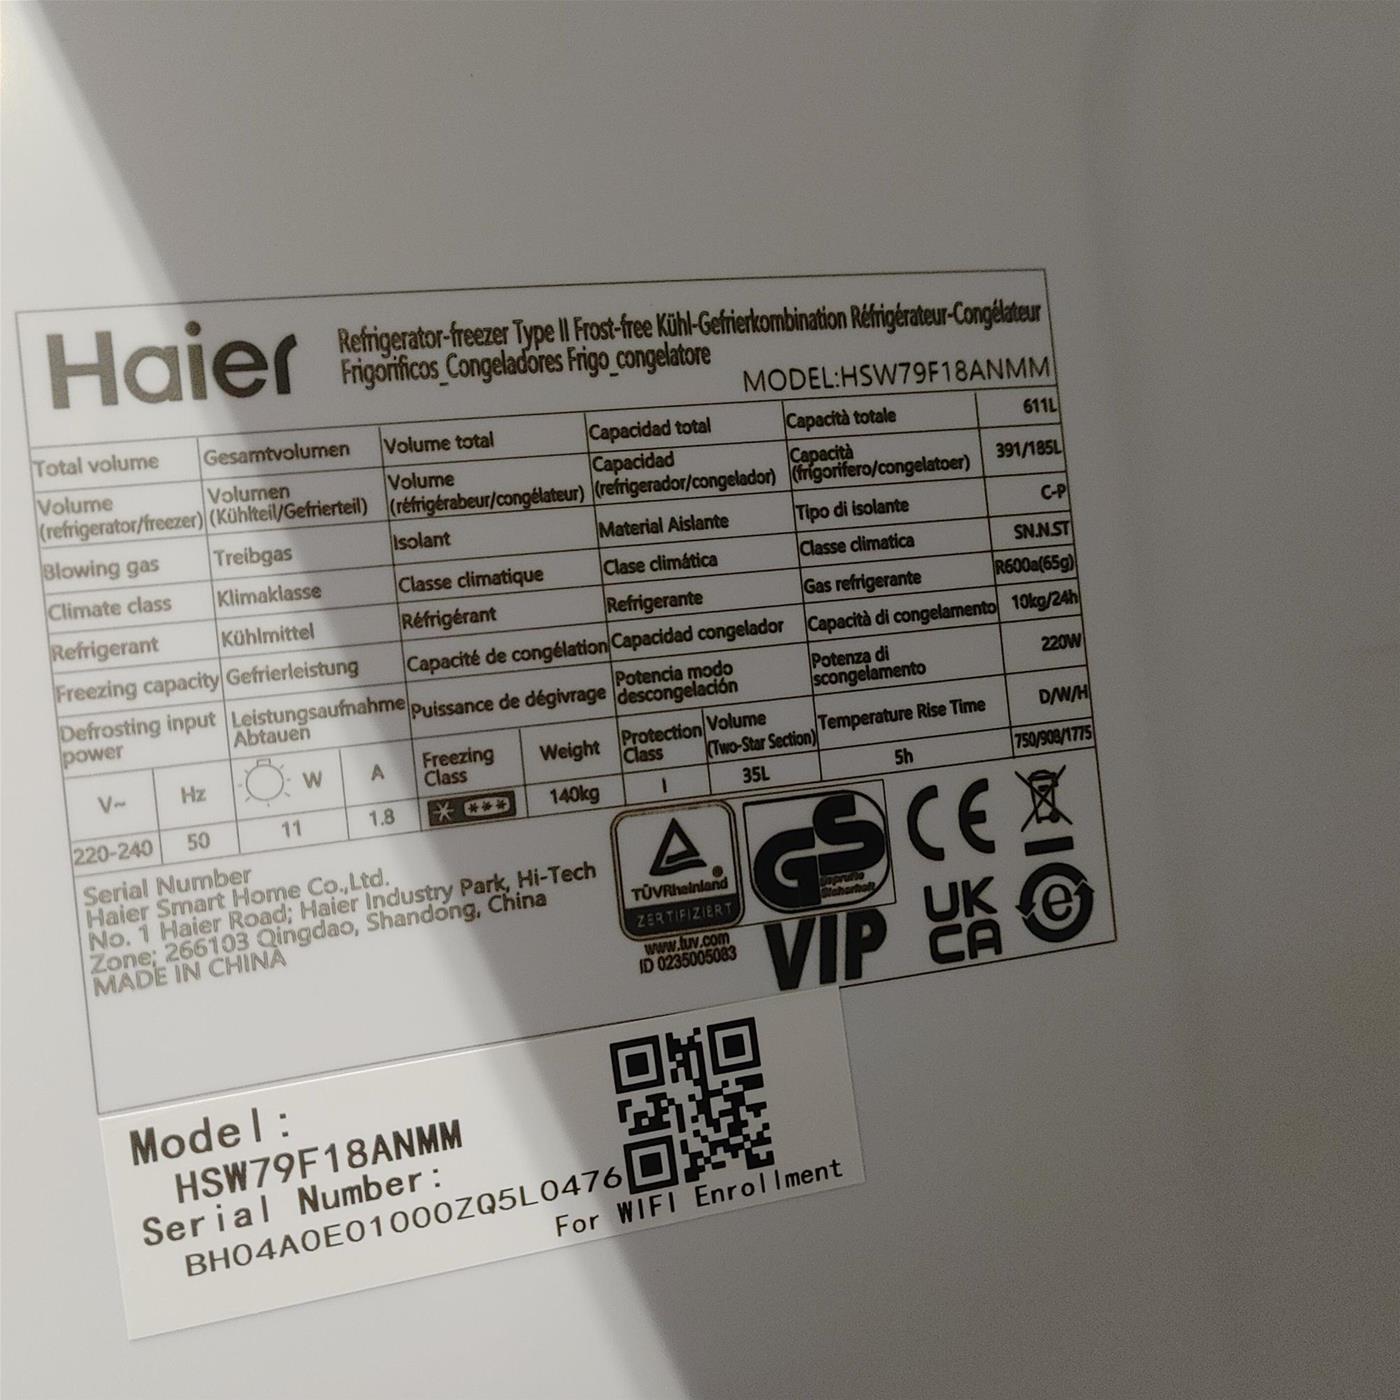 Haier
Refrigerator-freezer Type II Frost-free Kühl-Gefrierkombination Réfrigérateur-Congélateur
Frigorificos_Congeladores Frigo_congelatore
MODEL:HSW79F18ANMM
Total volume Gesamtvolumen Volume total Capacidad total Capacità totale 611L
Volume (refrigerator/freezer) Volumen (Kühlteil/Gefrierteil) Volume (réfrigérabeur/congélateur) Capacidad (refrigerador/congelador) Capacità (frigorifero/congelatoer) 391/185L
Blowing gas Treibgas Isolant Material Aislante Tipo di isolante C-P
Climate class Klimaklasse Classe climatique Clase climática Classe climatica SN.N.ST
Refrigerant Kühlmittel Réfrigérant Refrigerante Gas refrigerante R600a(65g)
Freezing capacity Gefrierleistung Capacité de congélation Capacidad congelador Capacità di congelamento 10kg/24h
Defrosting input power Leistungsaufnahme Abtauen Puissance de dégivrage Potencia modo descongelación Potenza di scongelamento 220W
V~ Hz W A Freezing Class Weight Protection Class Volume (Two-Star Section) Temperature Rise Time D/W/H
220-240 50 11 1.8 140kg I 35L 5h 750/908/1775
Serial Number
Haier Smart Home Co.,Ltd.
No. 1 Haier Road; Haier Industry Park, Hi-Tech
Zone; 266103 Qingdao, Shandong, China
MADE IN CHINA
TÜVRheinland
ZERTIFIZIERT
www.tuv.com
ID 0235005083
GS
geprüfte
Sicherheit
VIP
CE
UK
CA
e
Model:
HSW79F18ANMM
Serial Number:
BH04A0E01000ZQ5L0476
For WIFI Enrollment